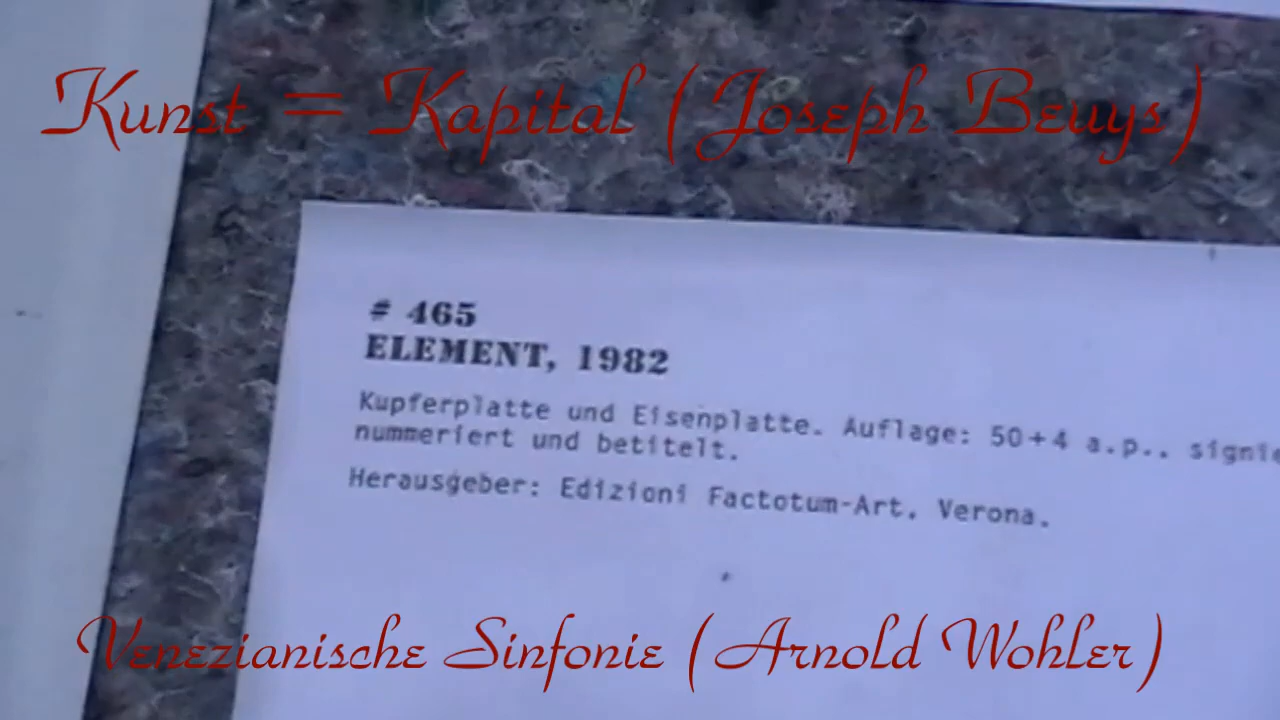 Kunst = Kapital (Joseph Beuys)
# 465
ELEMENT, 1982
Kupferplatte und Eisenplatte. Auflage: 50+4 a.p.. signie
nummeriert und betitelt.
Herausgeber: Edizioni Factotum-Art. Verona.
Venezianische Sinfonie (Arnold Wohler)